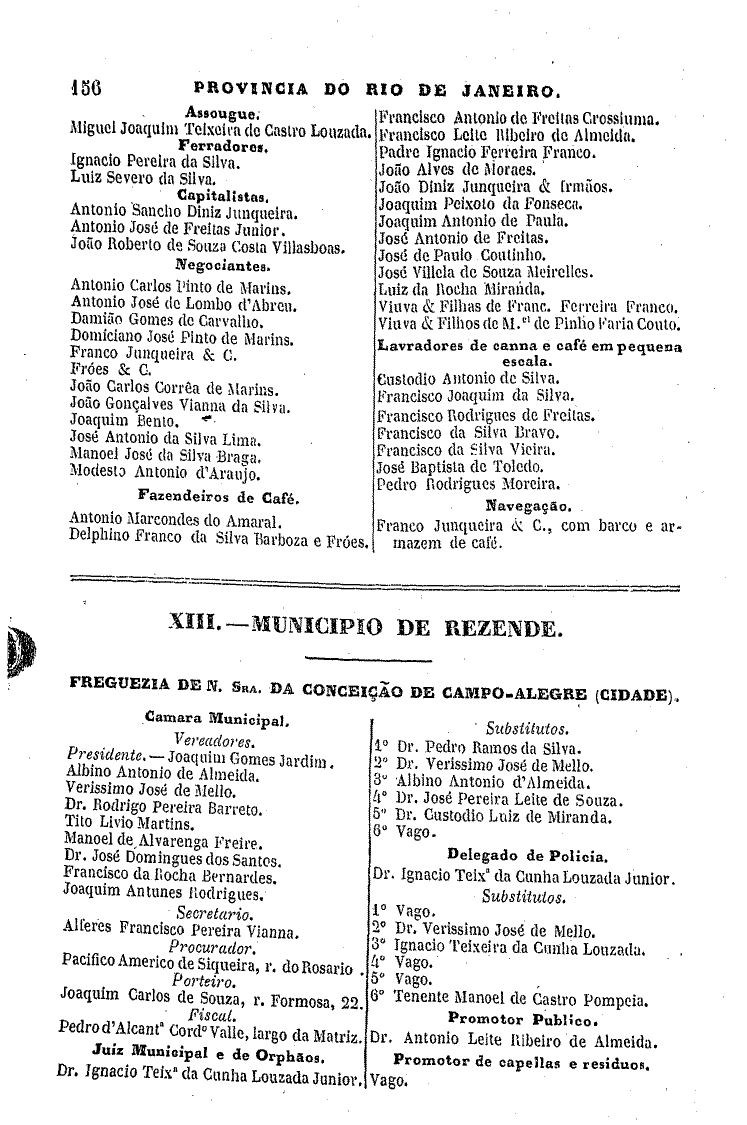 156 PROVINCIA DO RIO DE JANEIRO.
Assougue.
Miguel Joaquim Teixeira de Castro Louzada.
Ferradores.
Ignacio Pereira da Silva.
Luiz Severo da Silva.
Capitalistas.
Antonio Sancho Diniz Junqueira.
Antonio José de Freitas Junior.
João Roberto de Souza Costa Villasboas.
Negociantes.
Antonio Carlos Pinto de Marins.
Antonio José de Lombo d'Abreu.
Damião Gomes de Carvalho.
Domiciano José Pinto de Marins.
Franco Junqueira & C.
Fróes & C.
João Carlos Corrêa de Marins.
João Gonçalves Vianna da Silva.
Joaquim Bento.
José Antonio da Silva Lima.
Manoel José da Silva Braga.
Modesto Antonio d'Araujo.
Fazendeiros de Café.
Antonio Marcondes do Amaral.
Delphino Franco da Silva Barboza e Fróes.
Francisco Antonio de Freitas Crossiuma.
Francisco Leite Ribeiro de Almeida.
Padre Ignacio Ferreira Franco.
João Alves de Moraes.
João Diniz Junqueira & Irmãos.
Joaquim Peixoto da Fonseca.
Joaquim Antonio de Paula.
José Antonio de Freitas.
José de Paulo Coutinho.
José Villela de Souza Meirelles.
Luiz da Rocha Miranda.
Viuva & Filhas de Franc. Ferreira Franco.
Viuva & Filhos de M.el de Pinho Faria Couto.
Lavradores de canna e café em pequena
escala.
Custodio Antonio de Silva.
Francisco Joaquim da Silva.
Francisco Rodrigues de Freitas.
Francisco da Silva Bravo.
Francisco da Silva Vieira.
José Baptista de Toledo.
Pedro Rodrigues Moreira.
Navegação.
Franco Junqueira & C., com barco e ar-
mazem de café.
XIII.—MUNICIPIO DE REZENDE.
FREGUEZIA DE N. SRA. DA CONCEIÇÃO DE CAMPO-ALEGRE (CIDADE).
Camara Municipal.
Vereadores.
Presidente.—Joaquim Gomes Jardim.
Albino Antonio de Almeida.
Verissimo José de Mello.
Dr. Rodrigo Pereira Barreto.
Tito Livio Martins.
Manoel de Alvarenga Freire.
Dr. José Domingues dos Santos.
Francisco da Rocha Bernardes.
Joaquim Antunes Rodrigues.
Secretario.
Alferes Francisco Pereira Vianna.
Procurador.
Pacifico Americo de Siqueira, r. do Rosario.
Porteiro.
Joaquim Carlos de Souza, r. Formosa, 22.
Fiscal.
Pedro d'Alcantª Cordº Valle, largo da Matriz.
Juiz Municipal e de Orphãos.
Dr. Ignacio Teixª da Cunha Louzada Junior.
Substitutos.
1º Dr. Pedro Ramos da Silva.
2º Dr. Verissimo José de Mello.
3º Albino Antonio d'Almeida.
4º Dr. José Pereira Leite de Souza.
5º Dr. Custodio Luiz de Miranda.
6º Vago.
Delegado de Policia.
Dr. Ignacio Teixª da Cunha Louzada Junior.
Substitutos.
1º Vago.
2º Dr. Verissimo José de Mello.
3º Ignacio Teixeira da Cunha Louzada.
4º Vago.
5º Vago.
6º Tenente Manoel de Castro Pompeia.
Promotor Publico.
Dr. Antonio Leite Ribeiro de Almeida.
Promotor de capellas e residuos.
Vago.